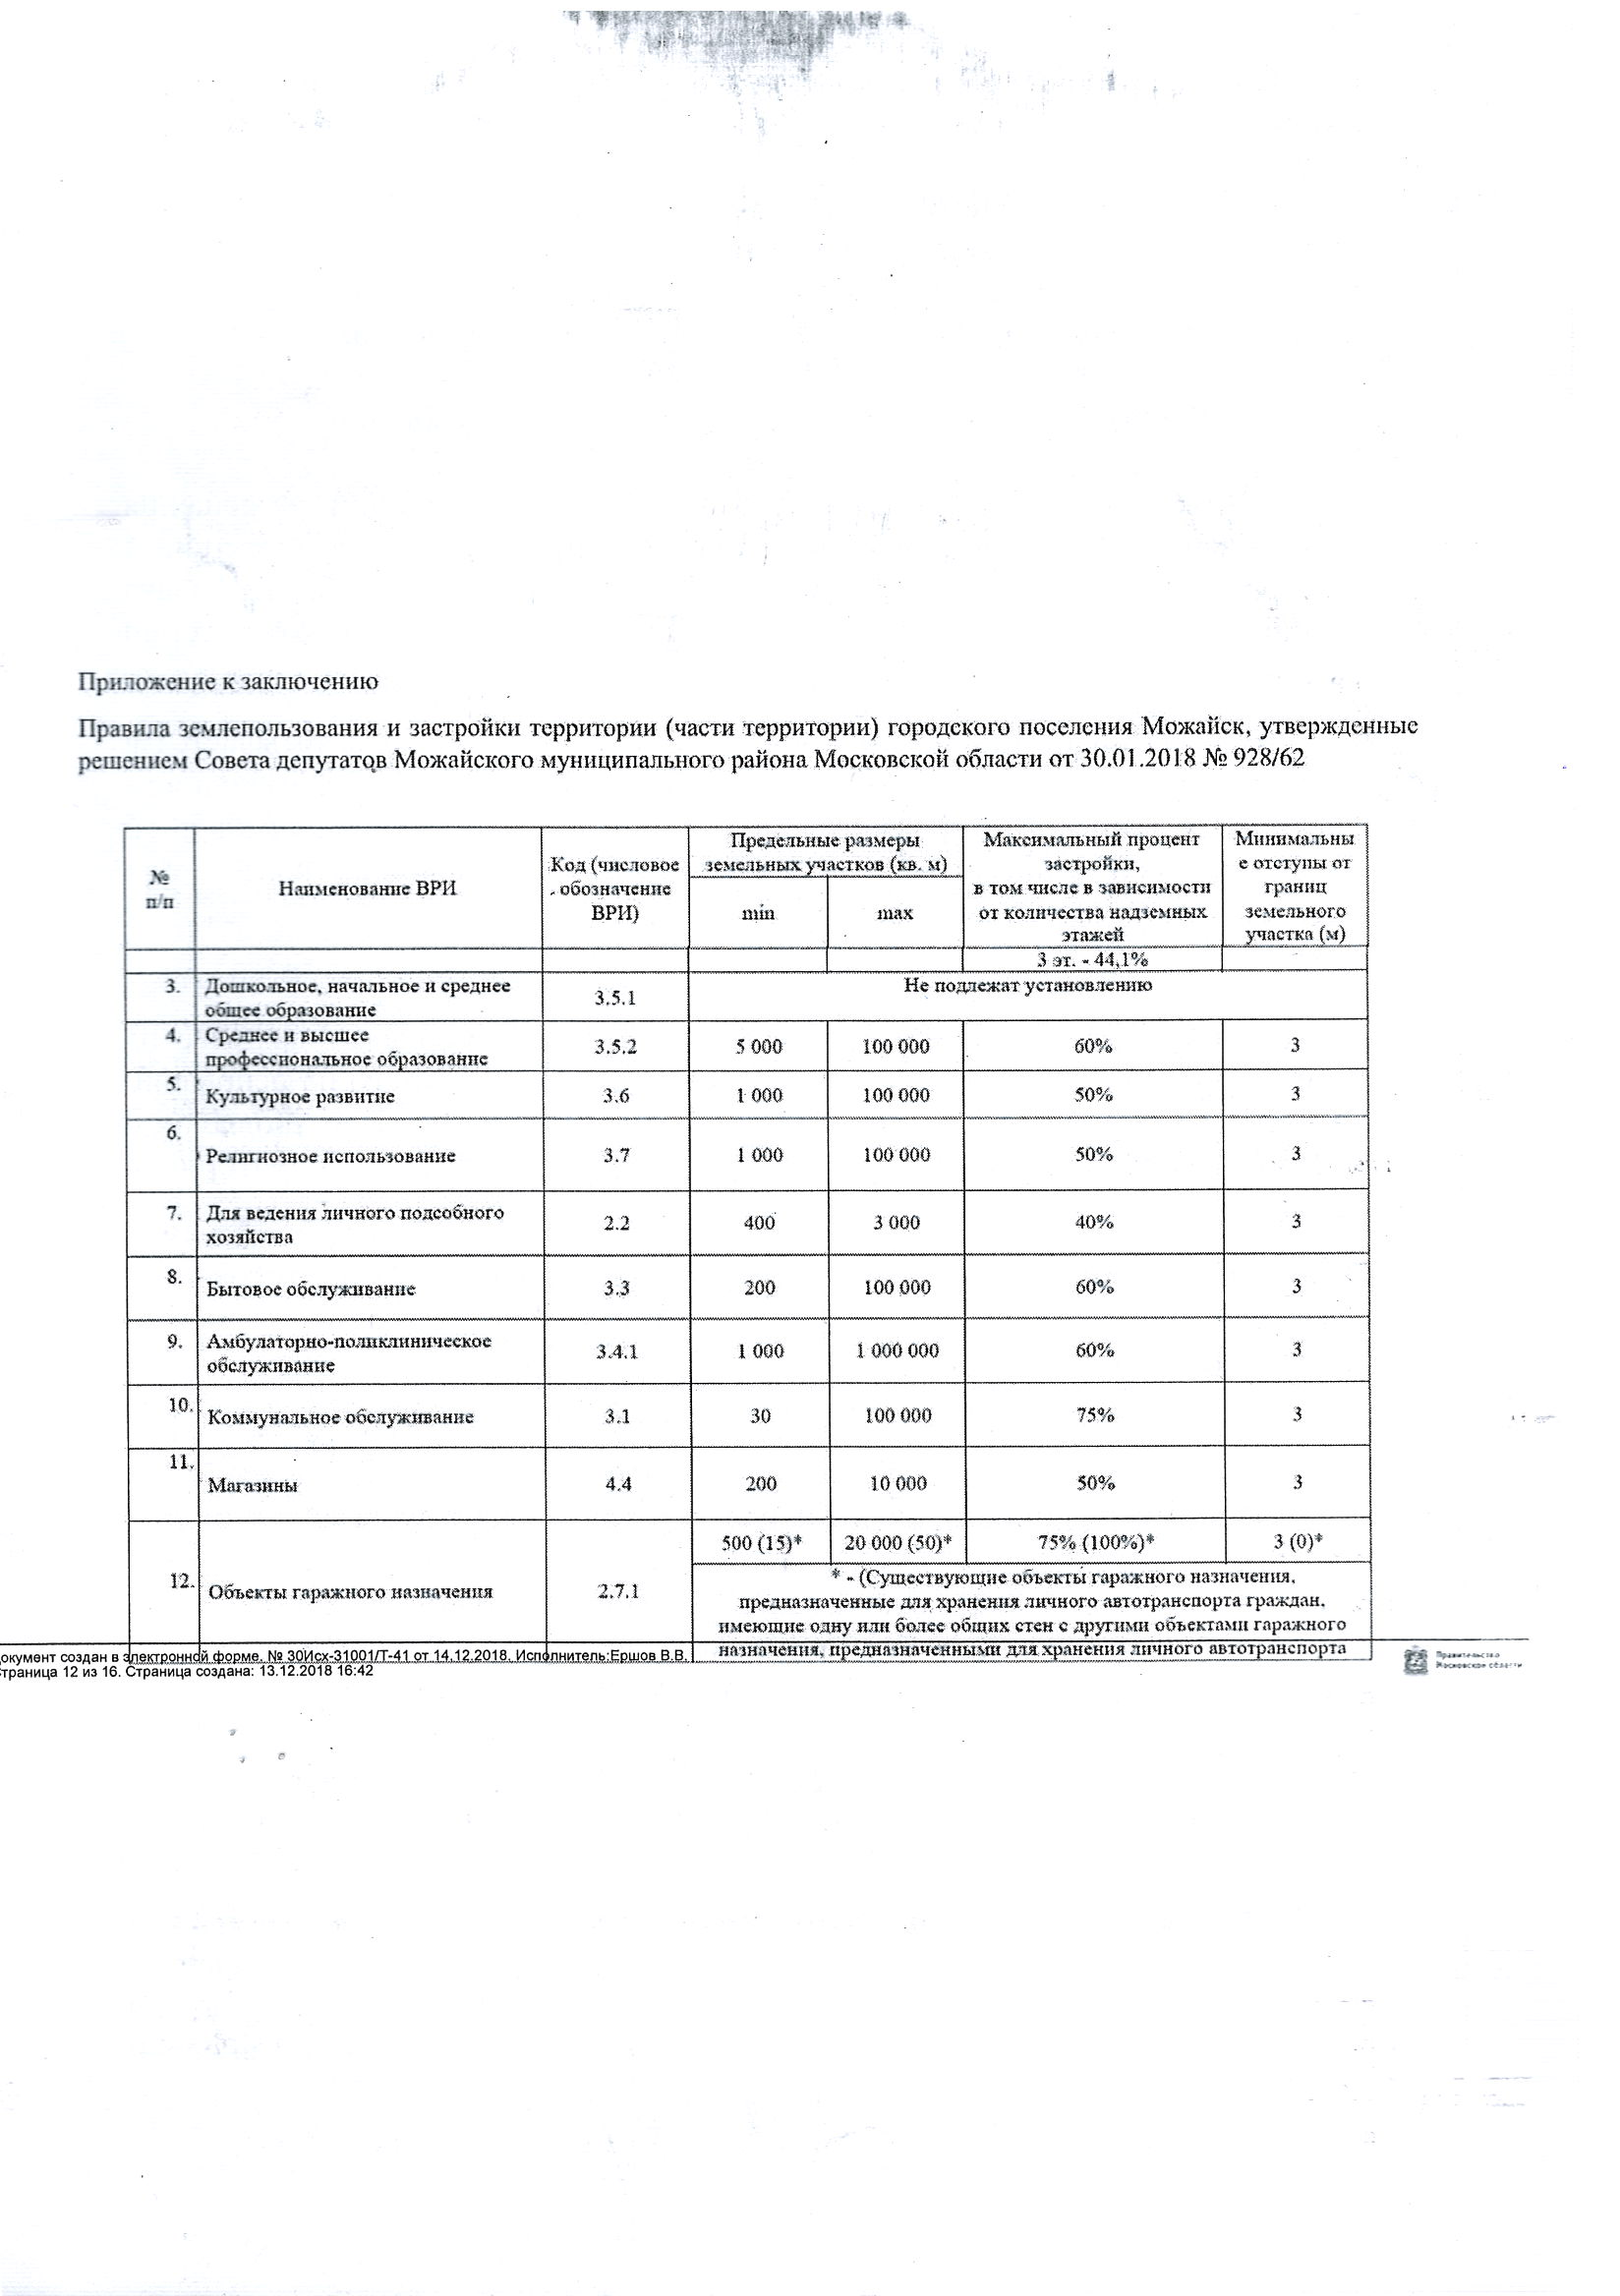 Приложение к заключению
Правила землепользования и застройки территории (части территории) городского поселения Можайск, утвержденные
решением Совета депутатов Можайского муниципального района Московской области от 30.01.2018 № 928/62
№ п/п
Наименование ВРИ
Код (числовое обозначение ВРИ)
Предельные размеры земельных участков (кв. м)
min
max
Максимальный процент застройки, в том числе в зависимости от количества надземных этажей
Минимальны е отступы от границ земельного участка (м)
3 эт. - 44,1%
3. Дошкольное, начальное и среднее общее образование 3.5.1 Не подлежат установлению
4. Среднее и высшее профессиональное образование 3.5.2 5 000 100 000 60% 3
5. Культурное развитие 3.6 1 000 100 000 50% 3
6. Религиозное использование 3.7 1 000 100 000 50% 3
7. Для ведения личного подсобного хозяйства 2.2 400 3 000 40% 3
8. Бытовое обслуживание 3.3 200 100 000 60% 3
9. Амбулаторно-поликлиническое обслуживание 3.4.1 1 000 1 000 000 60% 3
10. Коммунальное обслуживание 3.1 30 100 000 75% 3
11. Магазины 4.4 200 10 000 50% 3
12. Объекты гаражного назначения 2.7.1 500 (15)* 20 000 (50)* 75% (100%)* 3 (0)*
* - (Существующие объекты гаражного назначения,
предназначенные для хранения личного автотранспорта граждан,
имеющие одну или более общих стен с другими объектами гаражного
назначения, предназначенными для хранения личного автотранспорта
окумент создан в электронной форме. № 30Исх-31001/Т-41 от 14.12.2018. Исполнитель:Ершов В.В.
траница 12 из 16. Страница создана: 13.12.2018 16:42
Правительство
Московской области